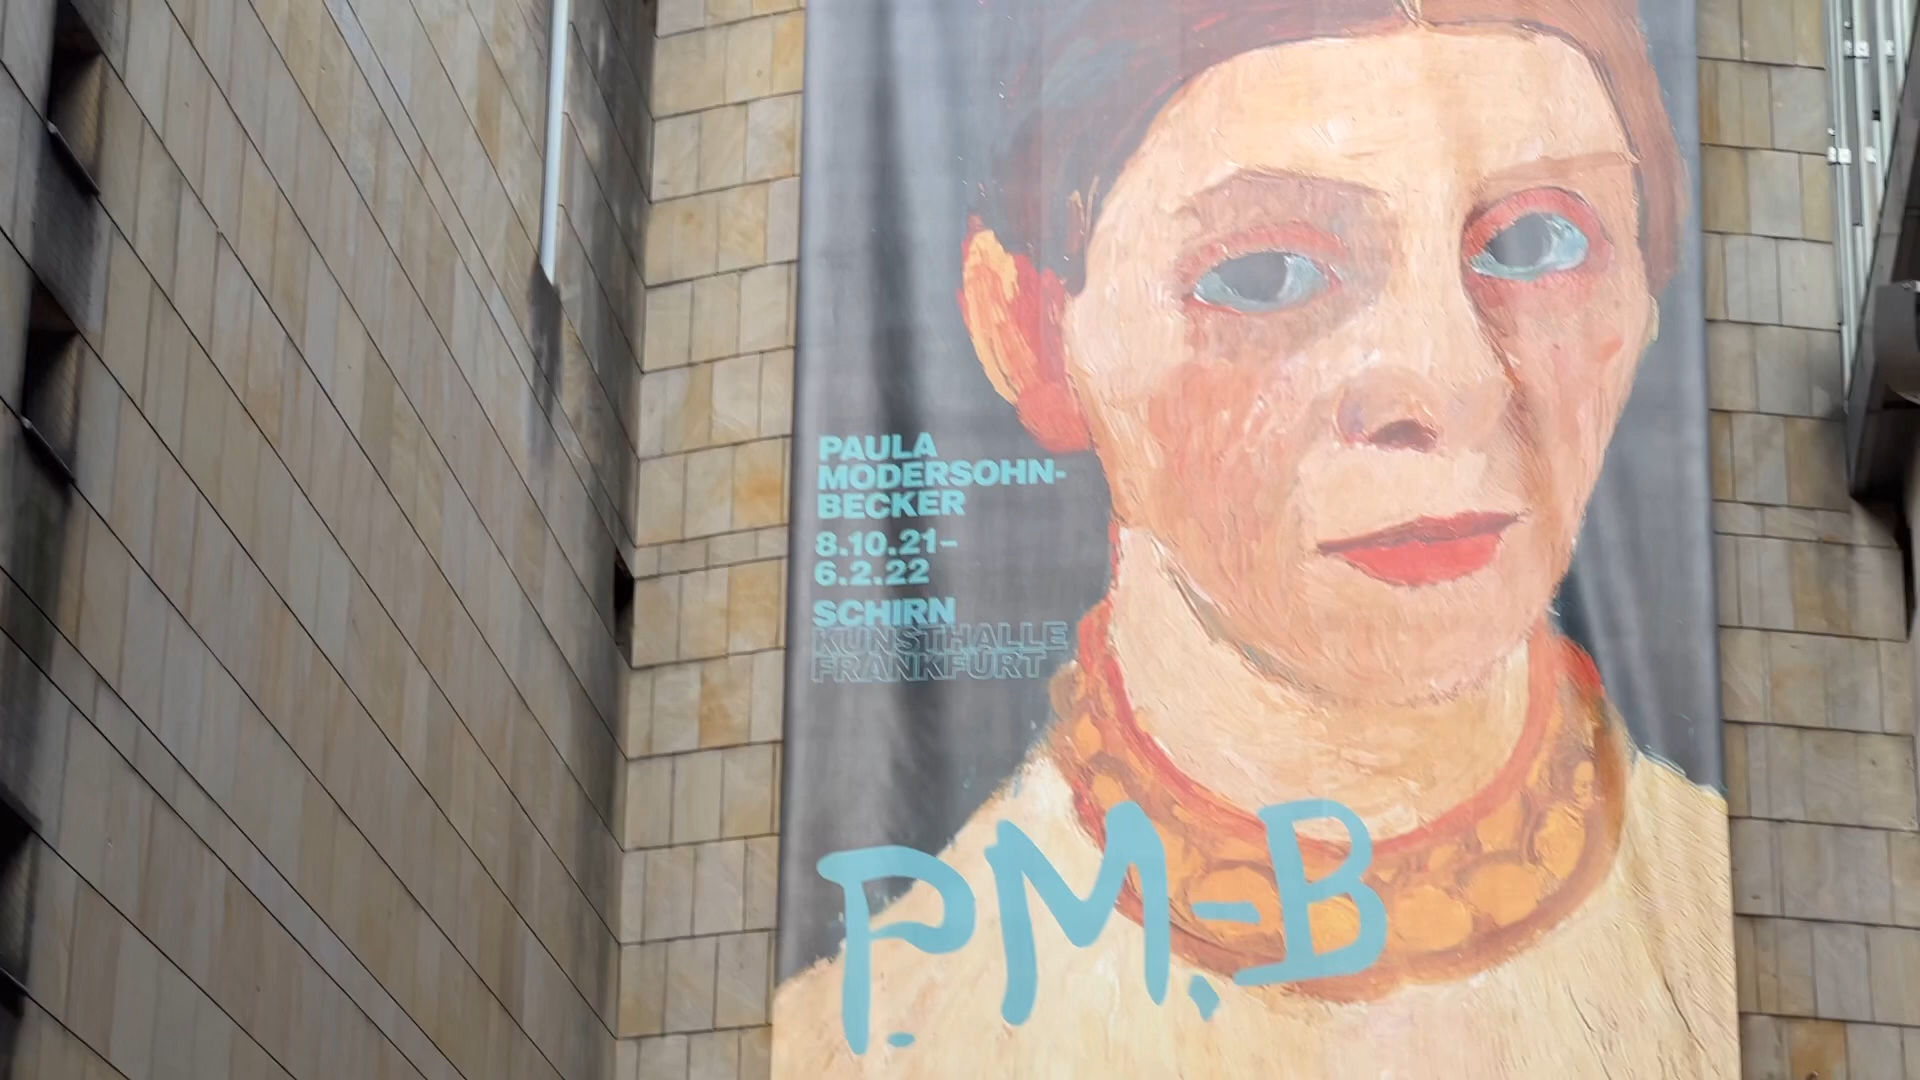 PAULA
MODERSOHN-
BECKER
8.10.21–
6.2.22
SCHIRN
KUNSTHALLE
FRANKFURT
P.M.-B